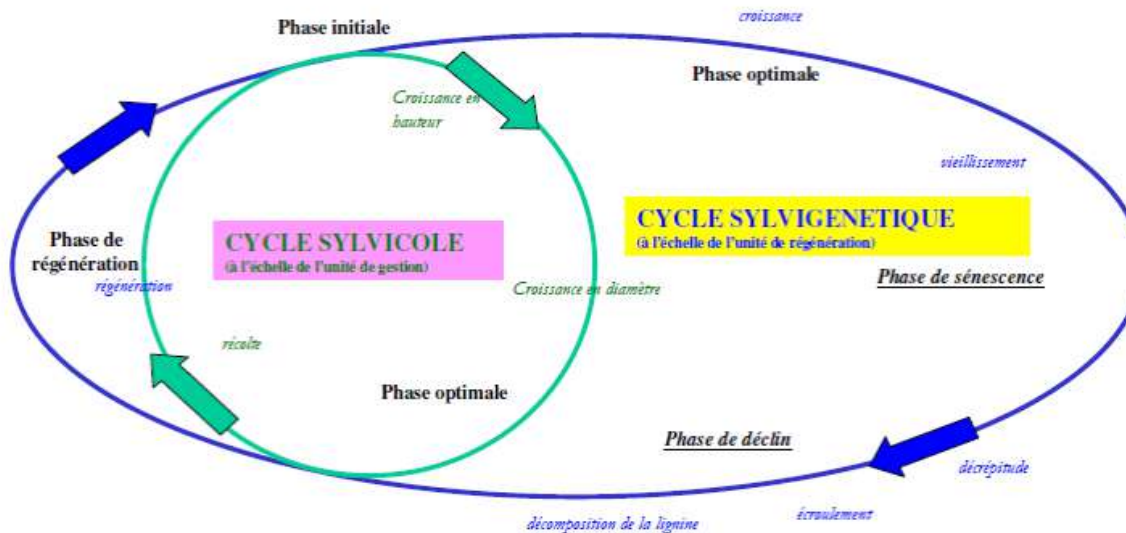 croissance
Phase initiale
Phase optimale
Croissance en
hauteur
vieillissement
CYCLE SYLVICOLE
(à l'échelle de l'unité de gestion)
CYCLE SYLVIGENETIQUE
(à l'échelle de l'unité de régénération)
Phase de
régénération
régénération
Phase de sénescence
Croissance en diamètre
récolte
Phase optimale
Phase de déclin
décrépitude
écroulement
décomposition de la lignine